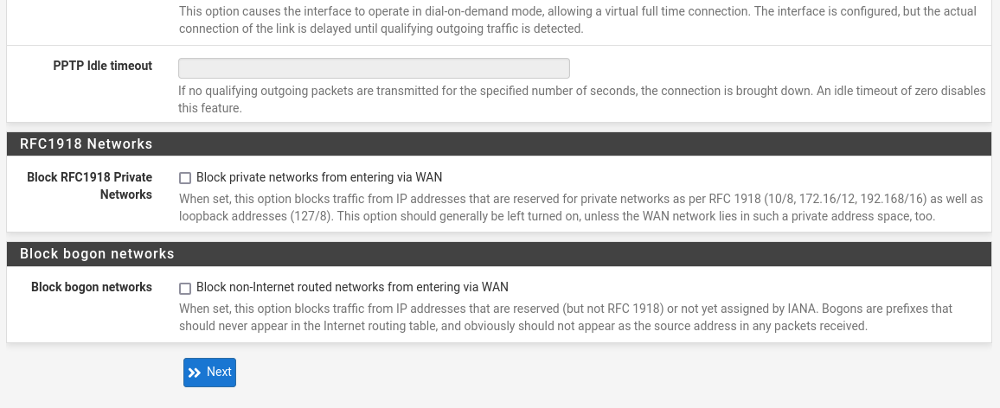 This option causes the interface to operate in dial-on-demand mode, allowing a virtual full time connection. The interface is configured, but the actual
connection of the link is delayed until qualifying outgoing traffic is detected.
PPTP Idle timeout
If no qualifying outgoing packets are transmitted for the specified number of seconds, the connection is brought down. An idle timeout of zero disables
this feature.
RFC1918 Networks
Block RFC1918 Private
Networks
Block private networks from entering via WAN
When set, this option blocks traffic from IP addresses that are reserved for private networks as per RFC 1918 (10/8, 172.16/12, 192.168/16) as well as
loopback addresses (127/8). This option should generally be left turned on, unless the WAN network lies in such a private address space, too.
Block bogon networks
Block bogon networks
Block non-Internet routed networks from entering via WAN
When set, this option blocks traffic from IP addresses that are reserved (but not RFC 1918) or not yet assigned by IANA. Bogons are prefixes that
should never appear in the Internet routing table, and obviously should not appear as the source address in any packets received.
Next